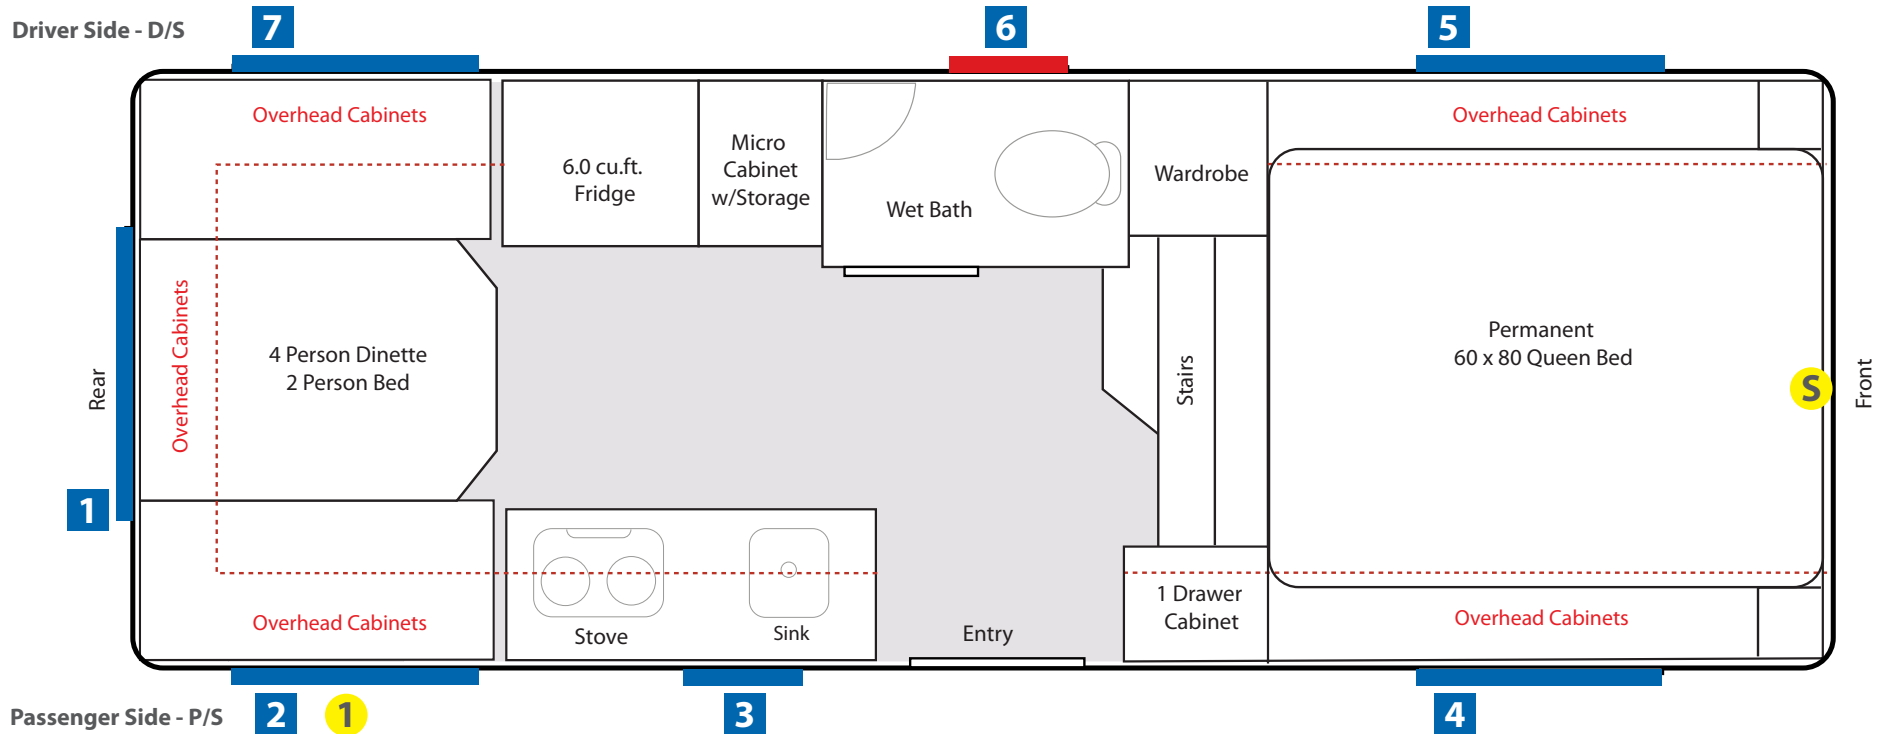 Driver Side - D/S
7
6
5
Overhead Cabinets
Overhead Cabinets
6.0 cu.ft.
Fridge
Micro
Cabinet
w/Storage
Wet Bath
Wardrobe
Rear
Overhead Cabinets
4 Person Dinette
2 Person Bed
Stairs
Permanent
60 x 80 Queen Bed
S
Front
1
Overhead Cabinets
Stove
Sink
Entry
1 Drawer
Cabinet
Overhead Cabinets
Passenger Side - P/S
2
1
3
4